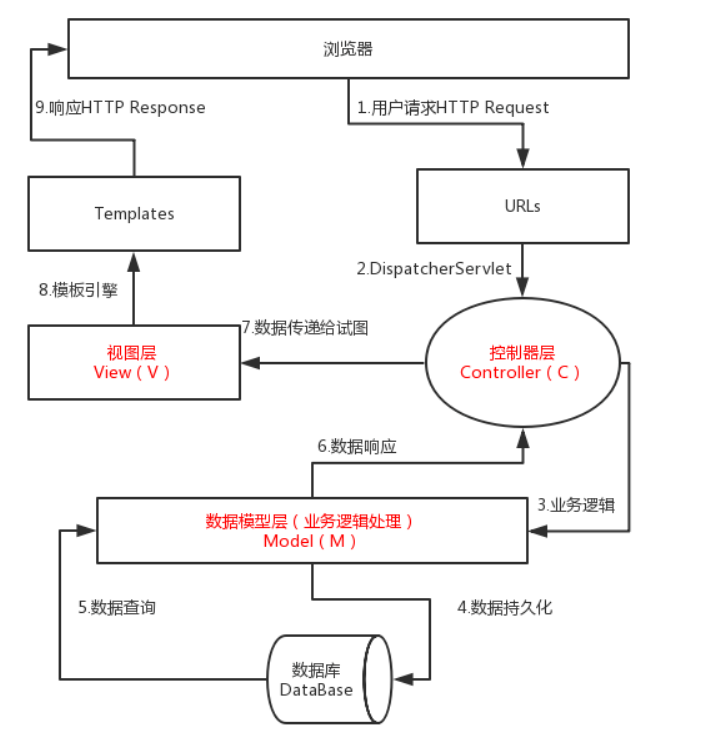 浏览器
9.响应HTTP Response
1.用户请求HTTP Request
Templates
URLs
2.DispatcherServlet
8.模板引擎
7.数据传递给试图
视图层
View（V）
控制器层
Controller（C）
6.数据响应
3.业务逻辑
数据模型层（业务逻辑处理）
Model（M）
5.数据查询
4.数据持久化
数据库
DataBase